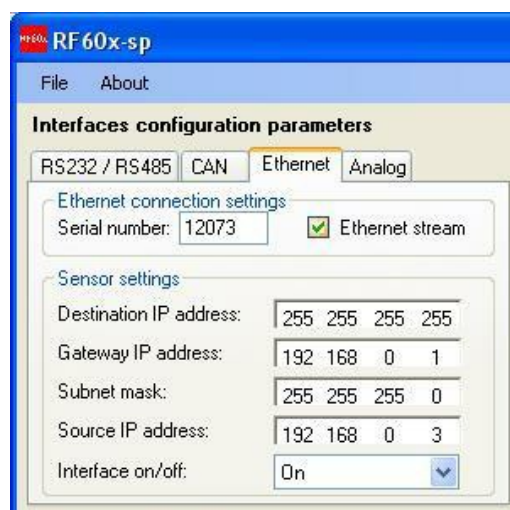 RF60x RF60x-sp
File About
Interfaces configuration parameters
RS232 / RS485 CAN Ethernet Analog
Ethernet connection settings
Serial number: 12073 Ethernet stream
Sensor settings
Destination IP address: 255 255 255 255
Gateway IP address: 192 168 0 1
Subnet mask: 255 255 255 0
Source IP address: 192 168 0 3
Interface on/off: On